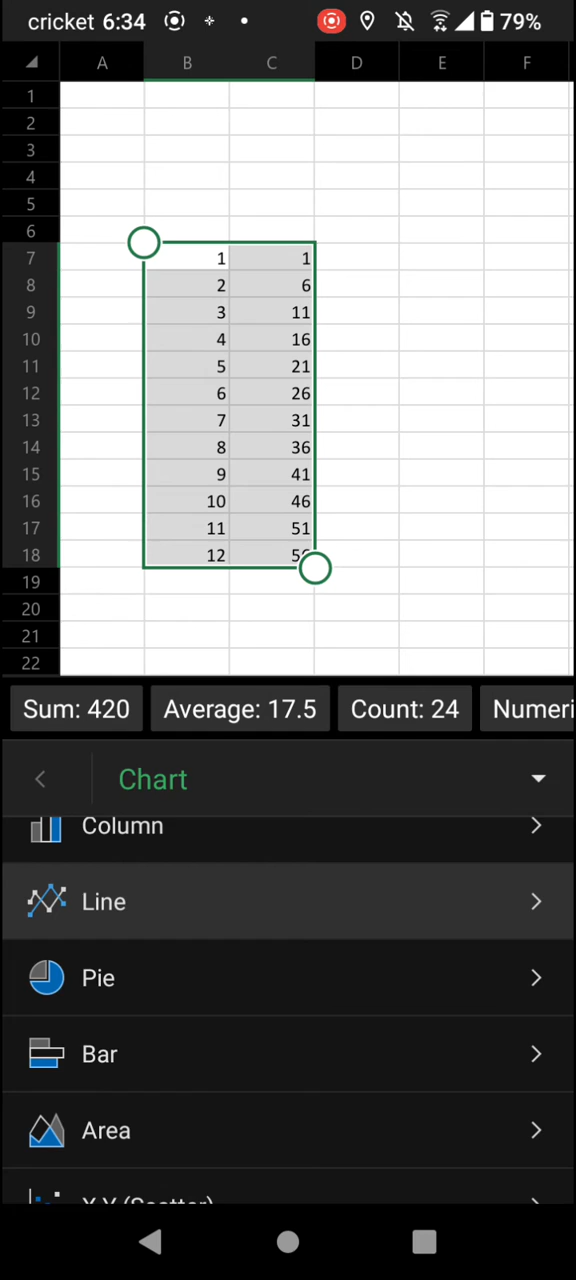 cricket 6:34 79%
A B C D E F
1
2
3
4
5
6
7 1 1
8 2 6
9 3 11
10 4 16
11 5 21
12 6 26
13 7 31
14 8 36
15 9 41
16 10 46
17 11 51
18 12 56
19
20
21
22
Sum: 420 Average: 17.5 Count: 24 Numeri
Chart
Column
Line
Pie
Bar
Area
X Y (Scatter)